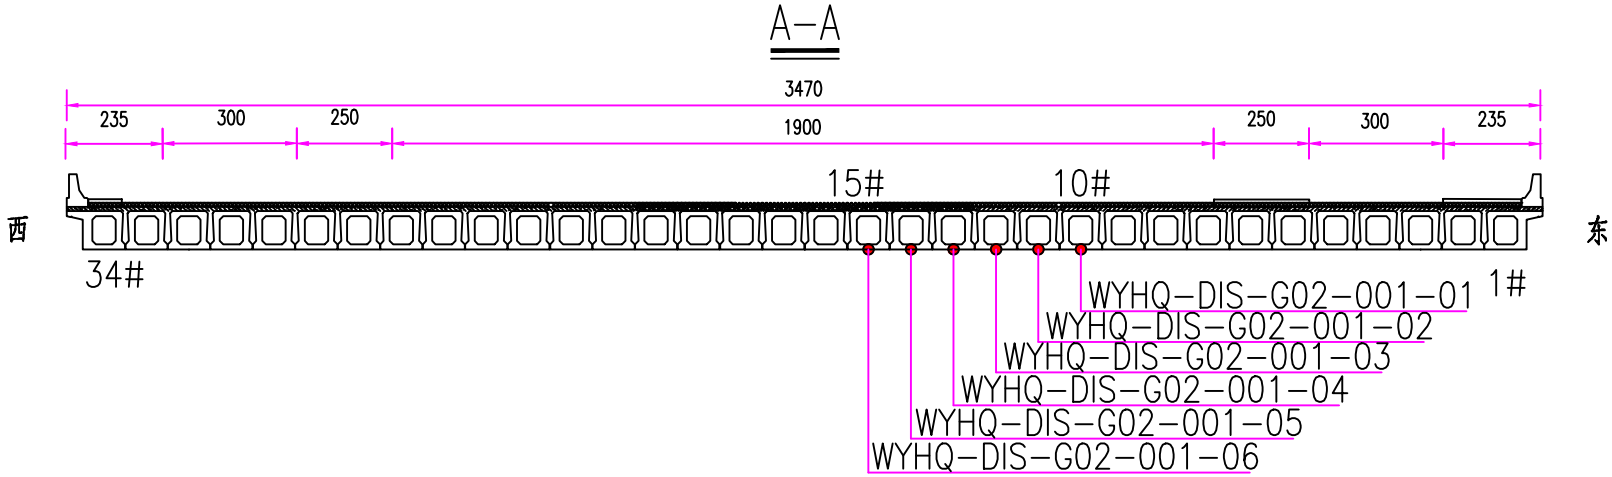 A-A
3470
235 300 250 1900 250 300 235
15# 10#
西 东
34# 1#
WYHQ-DIS-G02-001-01
WYHQ-DIS-G02-001-02
WYHQ-DIS-G02-001-03
WYHQ-DIS-G02-001-04
WYHQ-DIS-G02-001-05
WYHQ-DIS-G02-001-06